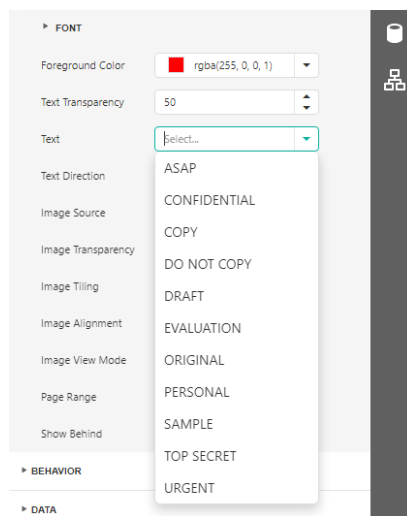 FONT
Foreground Color rgba(255, 0, 0, 1)
Text Transparency 50
Text Select...
ASAP
Text Direction
CONFIDENTIAL
Image Source
COPY
Image Transparency
DO NOT COPY
Image Tiling
DRAFT
Image Alignment
EVALUATION
Image View Mode
ORIGINAL
Page Range
PERSONAL
Show Behind
SAMPLE
TOP SECRET
BEHAVIOR
URGENT
DATA